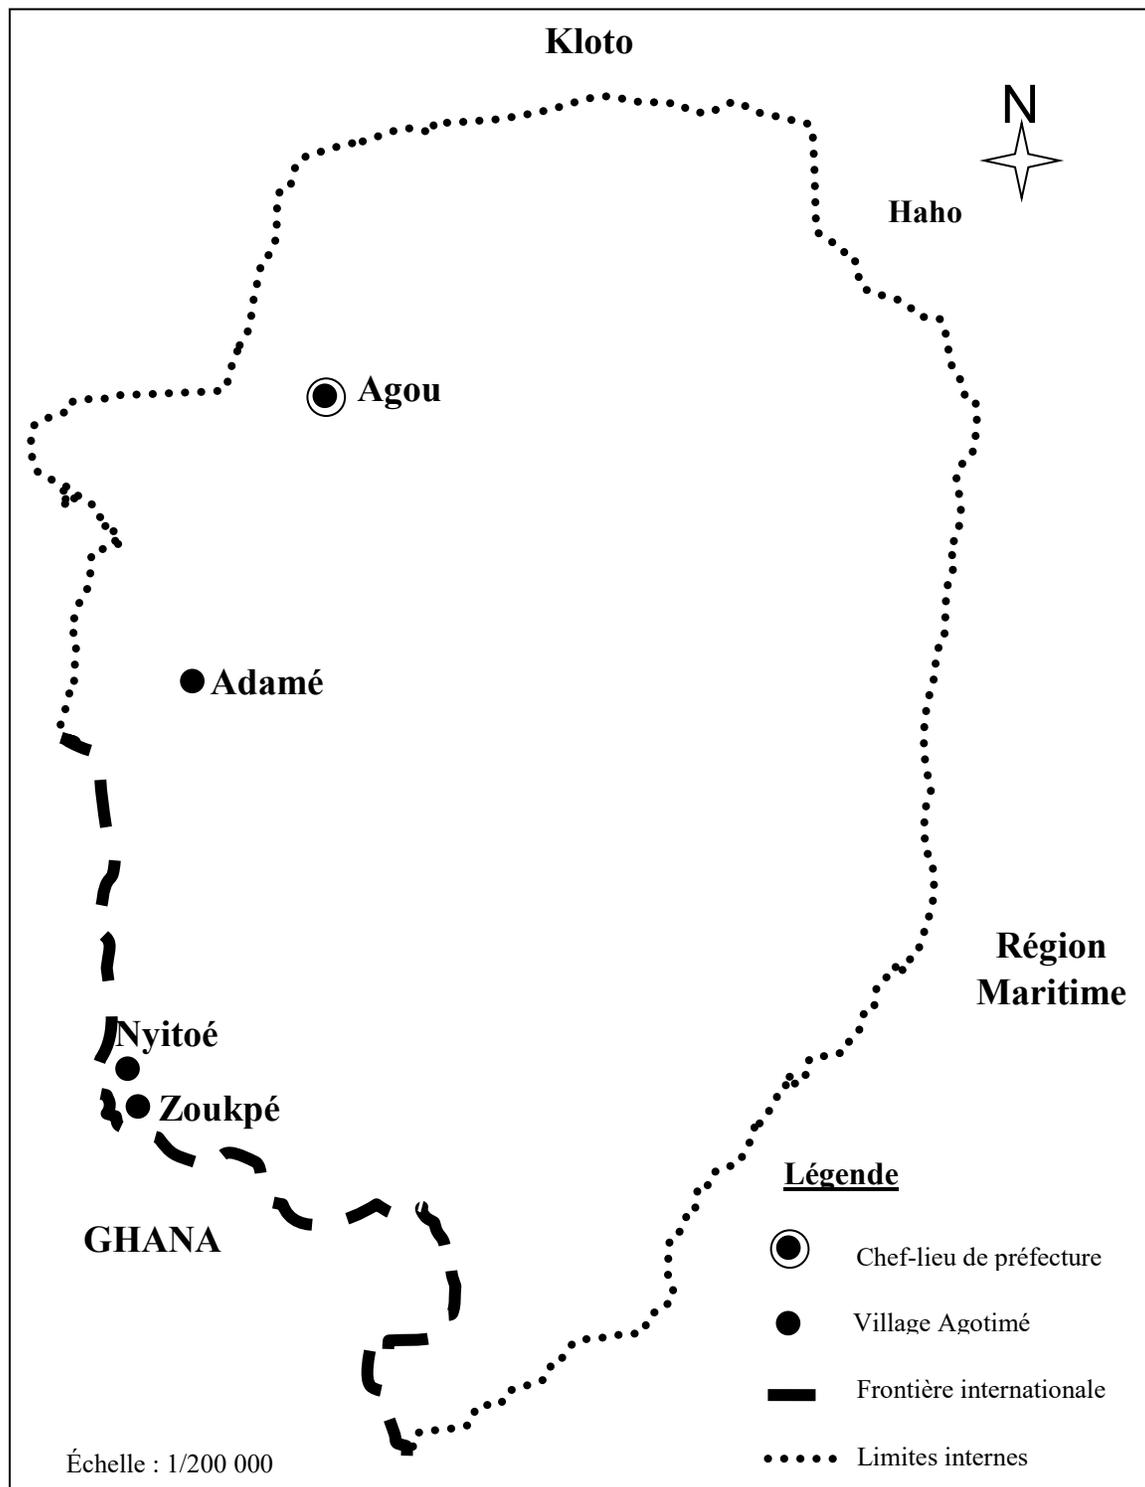 Kloto
N
Haho
Agou
Adamé
Région
Maritime
Nyitoé
Zoukpé
Légende
GHANA
Chef-lieu de préfecture
Village Agotimé
Frontière internationale
Limites internes
Échelle : 1/200 000